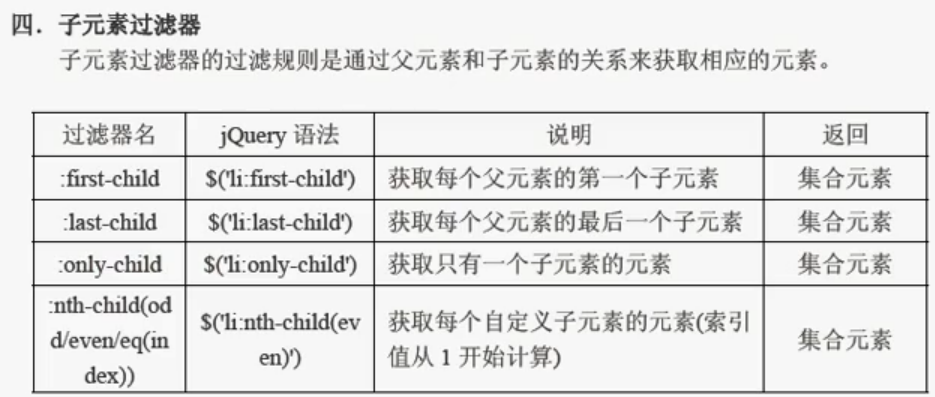 四．子元素过滤器
子元素过滤器的过滤规则是通过父元素和子元素的关系来获取相应的元素。
过滤器名 jQuery 语法 说明 返回
:first-child $('li:first-child') 获取每个父元素的第一个子元素 集合元素
:last-child $('li:last-child') 获取每个父元素的最后一个子元素 集合元素
:only-child $('li:only-child') 获取只有一个子元素的元素 集合元素
:nth-child(od
d/even/eq(in
dex))
$('li:nth-child(ev
en)')
获取每个自定义子元素的元素(索引
值从 1 开始计算)
集合元素